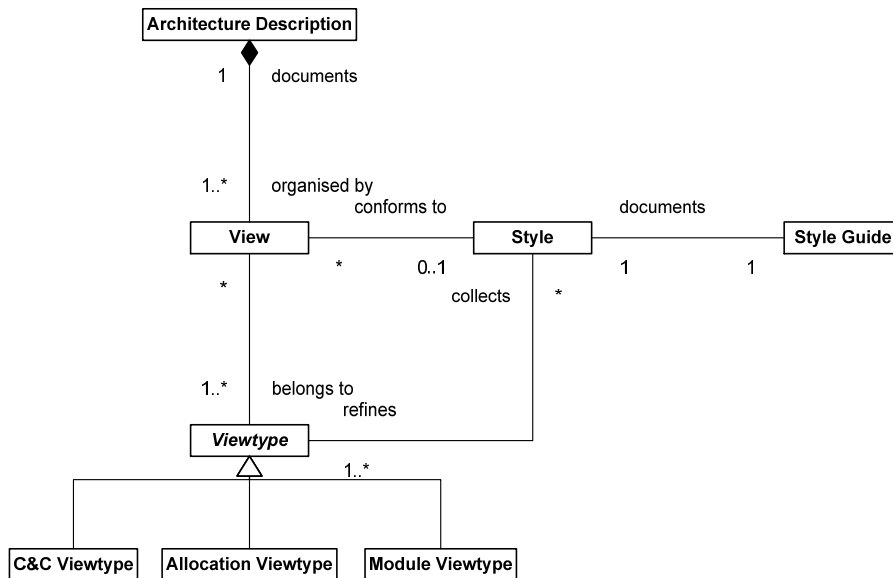 Architecture Description
1 documents
1..* organised by
conforms to documents
View Style Style Guide
* 0..1 1 1
* collects *
1..* belongs to
refines
Viewtype
1..*
C&C Viewtype Allocation Viewtype Module Viewtype